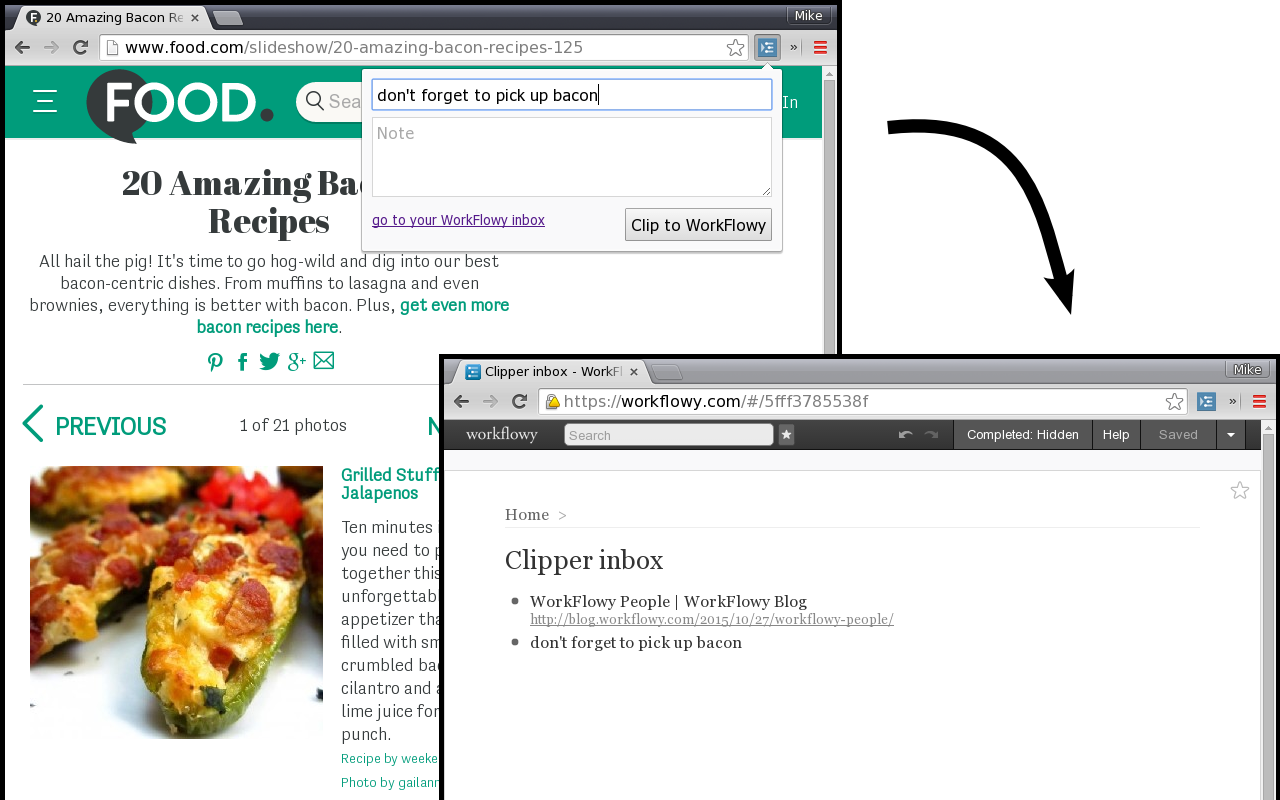 20 Amazing Bacon Re
Mike
www.food.com/slideshow/20-amazing-bacon-recipes-125
FOOD.
Sea
In
don't forget to pick up bacon
Note
go to your WorkFlowy inbox
Clip to WorkFlowy
20 Amazing Bac
Recipes
All hail the pig! It's time to go hog-wild and dig into our best
bacon-centric dishes. From muffins to lasagna and even
brownies, everything is better with bacon. Plus, get even more
bacon recipes here.
PREVIOUS
1 of 21 photos
N
Grilled Stuff
Jalapenos
Ten minutes i
you need to p
together this
unforgettab
appetizer tha
filled with sm
crumbled bac
cilantro and a
lime juice for
punch.
Recipe by weeke
Photo by gailann
Clipper inbox - WorkFl
Mike
https://workflowy.com/#/5fff3785538f
workflowy
Search
Completed: Hidden
Help
Saved
Home >
Clipper inbox
WorkFlowy People | WorkFlowy Blog
http://blog.workflowy.com/2015/10/27/workflowy-people/
don't forget to pick up bacon